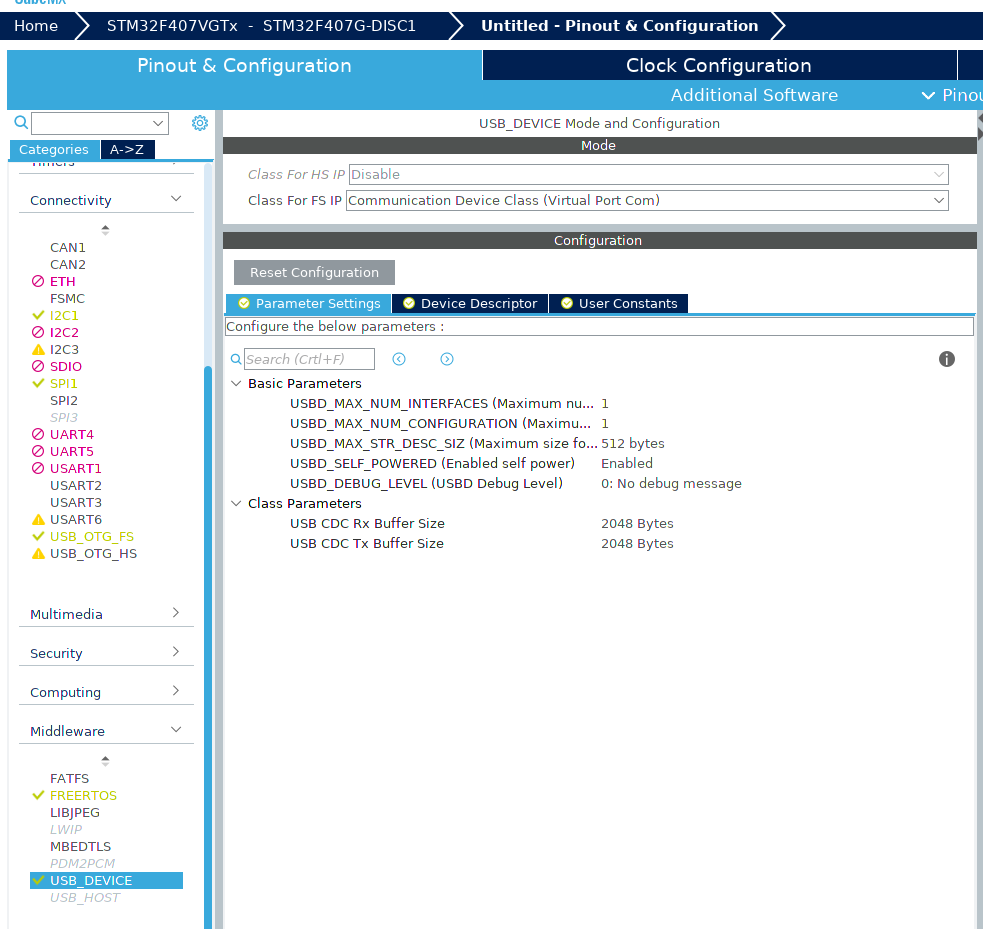 CubeMX
Home
STM32F407VGTx - STM32F407G-DISC1
Untitled - Pinout & Configuration
Pinout & Configuration
Clock Configuration
Additional Software
Pinou
Categories
A->Z
Timers
Connectivity
CAN1
CAN2
ETH
FSMC
I2C1
I2C2
I2C3
SDIO
SPI1
SPI2
SPI3
UART4
UART5
USART1
USART2
USART3
USART6
USB_OTG_FS
USB_OTG_HS
Multimedia
Security
Computing
Middleware
FATFS
FREERTOS
LIBJPEG
LWIP
MBEDTLS
PDM2PCM
USB_DEVICE
USB_HOST
USB_DEVICE Mode and Configuration
Mode
Class For HS IP Disable
Class For FS IP Communication Device Class (Virtual Port Com)
Configuration
Reset Configuration
Parameter Settings
Device Descriptor
User Constants
Configure the below parameters :
Search (Crtl+F)
Basic Parameters
USBD_MAX_NUM_INTERFACES (Maximum nu... 1
USBD_MAX_NUM_CONFIGURATION (Maximu... 1
USBD_MAX_STR_DESC_SIZ (Maximum size fo... 512 bytes
USBD_SELF_POWERED (Enabled self power) Enabled
USBD_DEBUG_LEVEL (USBD Debug Level) 0: No debug message
Class Parameters
USB CDC Rx Buffer Size 2048 Bytes
USB CDC Tx Buffer Size 2048 Bytes